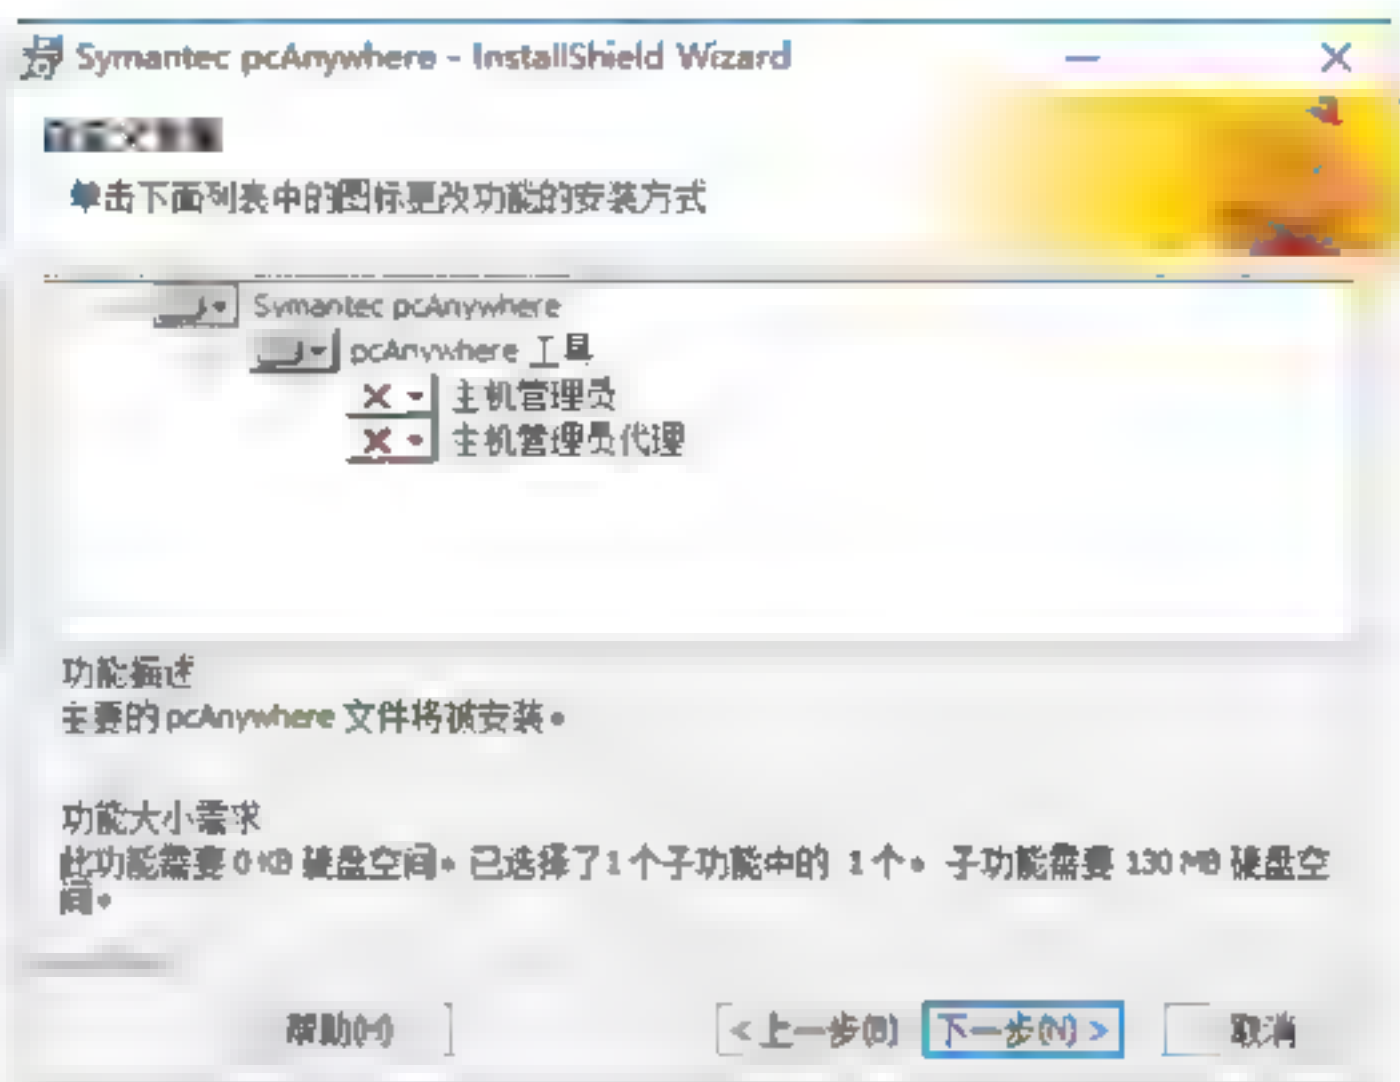 Symantec pcAnywhere - InstallShield Wizard
单击下面列表中的图标更改功能的安装方式
Symantec pcAnywhere
pcAnywhere 工具
主机管理员
主机管理员代理
功能描述
主要的 pcAnywhere 文件将被安装。
功能大小需求
此功能需要 0 KB 硬盘空间。已选择了1个子功能中的 1个。 子功能需要 130 MB 硬盘空
间。
帮助(H)
< 上一步(B)
下一步(N) >
取消